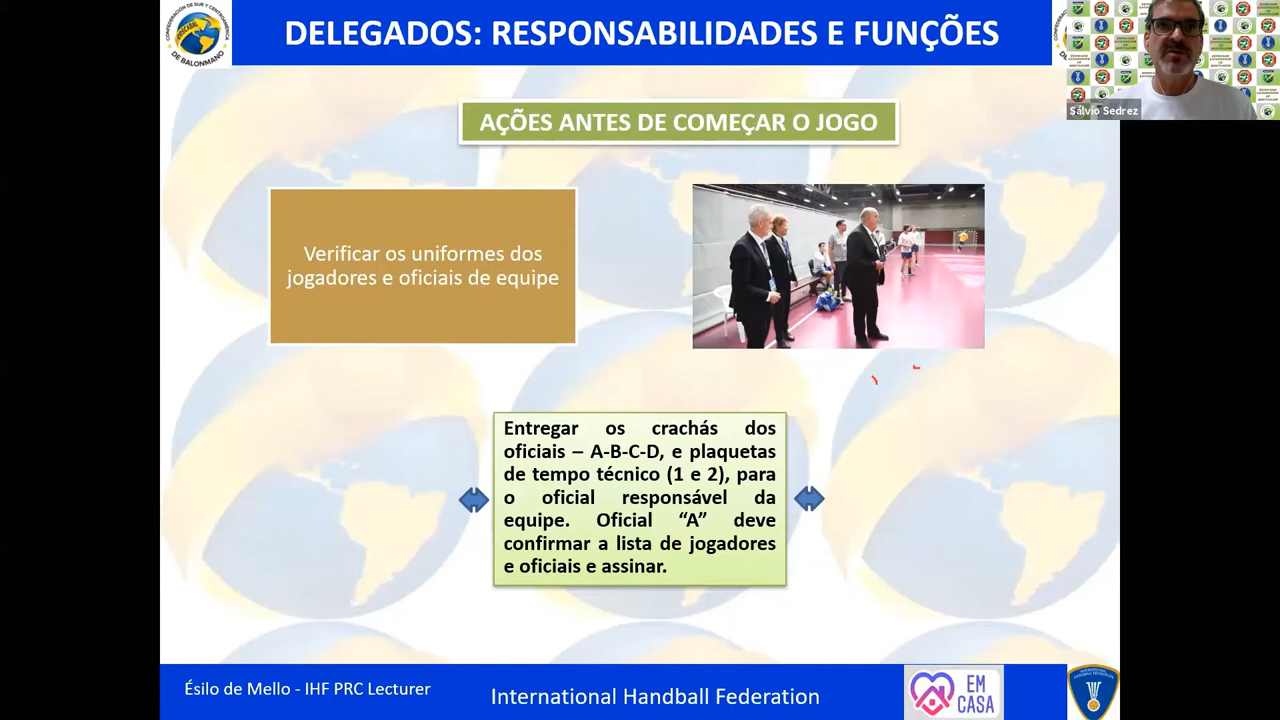 DELEGADOS: RESPONSABILIDADES E FUNÇÕES
Sálvio Sedrez
AÇÕES ANTES DE COMEÇAR O JOGO
Verificar os uniformes dos
jogadores e oficiais de equipe
Entregar os crachás dos
oficiais – A-B-C-D, e plaquetas
de tempo técnico (1 e 2), para
o oficial responsável da
equipe. Oficial “A” deve
confirmar a lista de jogadores
e oficiais e assinar.
Ésilo de Mello - IHF PRC Lecturer
International Handball Federation
EM
CASA